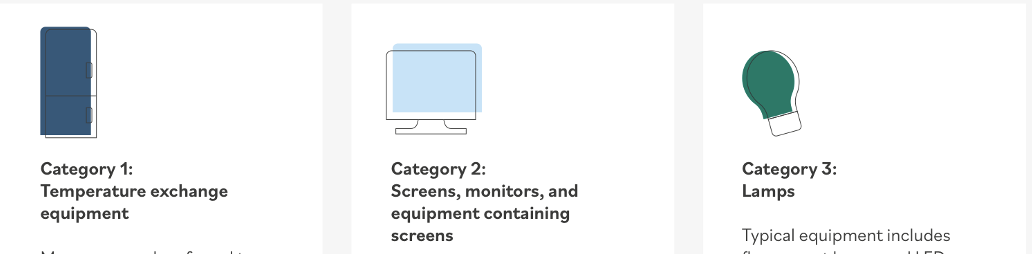 Category 1:
Temperature exchange
equipment
Category 2:
Screens, monitors, and
equipment containing
screens
Category 3:
Lamps
Typical equipment includes